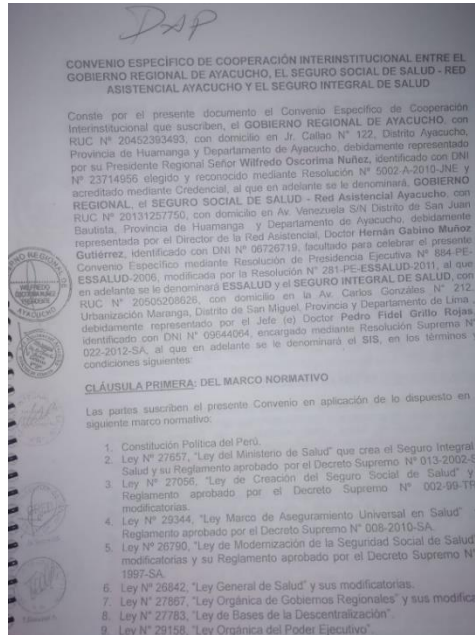 DAP
CONVENIO ESPECÍFICO DE COOPERACIÓN INTERINSTITUCIONAL ENTRE EL
GOBIERNO REGIONAL DE AYACUCHO, EL SEGURO SOCIAL DE SALUD - RED
ASISTENCIAL AYACUCHO Y EL SEGURO INTEGRAL DE SALUD
Conste por el presente documento el Convenio Específico de Cooperación
Interinstitucional que suscriben, el GOBIERNO REGIONAL DE AYACUCHO, con
RUC Nº 20452393493, con domicilio en Jr. Callao N° 122, Distrito Ayacucho,
Provincia de Huamanga y Departamento de Ayacucho, debidamente representado
por su Presidente Regional Señor Wilfredo Oscorima Nuñez, identificado con DNI
Nº 23714956 elegido y reconocido mediante Resolución Nº 5002-A-2010-JNE y
acreditado mediante Credencial, al que en adelante se le denominará, GOBIERNO
REGIONAL, el SEGURO SOCIAL DE SALUD - Red Asistencial Ayacucho, con
RUC Nº 20131257750, con domicilio en Av. Venezuela S/N Distrito de San Juan
Bautista, Provincia de Huamanga y Departamento de Ayacucho, debidamente
representada por el Director de la Red Asistencial, Doctor Hernán Gabino Muñoz
Gutiérrez, identificado con DNI Nº 06726719, facultado para celebrar el presente
Convenio Específico mediante Resolución de Presidencia Ejecutiva N° 884-PE-
ESSALUD-2006, modificada por la Resolución N° 281-PE-ESSALUD-2011, al que
en adelante se le denominará ESSALUD y el SEGURO INTEGRAL DE SALUD, con
RUC Nº 20505208626, con domicilio en la Av. Carlos Gonzáles N° 212,
Urbanización Maranga, Distrito de San Miguel, Provincia y Departamento de Lima,
debidamente representado por el Jefe (e) Doctor Pedro Fidel Grillo Rojas,
identificado con DNI N° 09644064, encargado mediante Resolución Suprema N°
022-2012-SA, al que en adelante se le denominará el SIS, en los términos y
condiciones siguientes:
CLÁUSULA PRIMERA: DEL MARCO NORMATIVO
Las partes suscriben el presente Convenio en aplicación de lo dispuesto en
siguiente marco normativo:
1. Constitución Política del Perú.
2. Ley Nº 27657, "Ley del Ministerio de Salud" que crea el Seguro Integral
Salud y su Reglamento aprobado por el Decreto Supremo Nº 013-2002-S
3. Ley Nº 27056, "Ley de Creación del Seguro Social de Salud" y
Reglamento aprobado por el Decreto Supremo Nº 002-99-TR
modificatorias.
4. Ley Nº 29344, "Ley Marco de Aseguramiento Universal en Salud"
Reglamento aprobado por el Decreto Supremo N° 008-2010-SA.
5. Ley Nº 26790, "Ley de Modernización de la Seguridad Social de Salud
modificatorias y su Reglamento aprobado por el Decreto Supremo N°
1997-SA.
6. Ley Nº 26842, "Ley General de Salud" y sus modificatorias.
7. Ley Nº 27867, "Ley Orgánica de Gobiernos Regionales" y sus modifica
8. Ley Nº 27783, "Ley de Bases de la Descentralización".
9. Ley Nº 29158, "Ley Orgánica del Poder Ejecutivo"